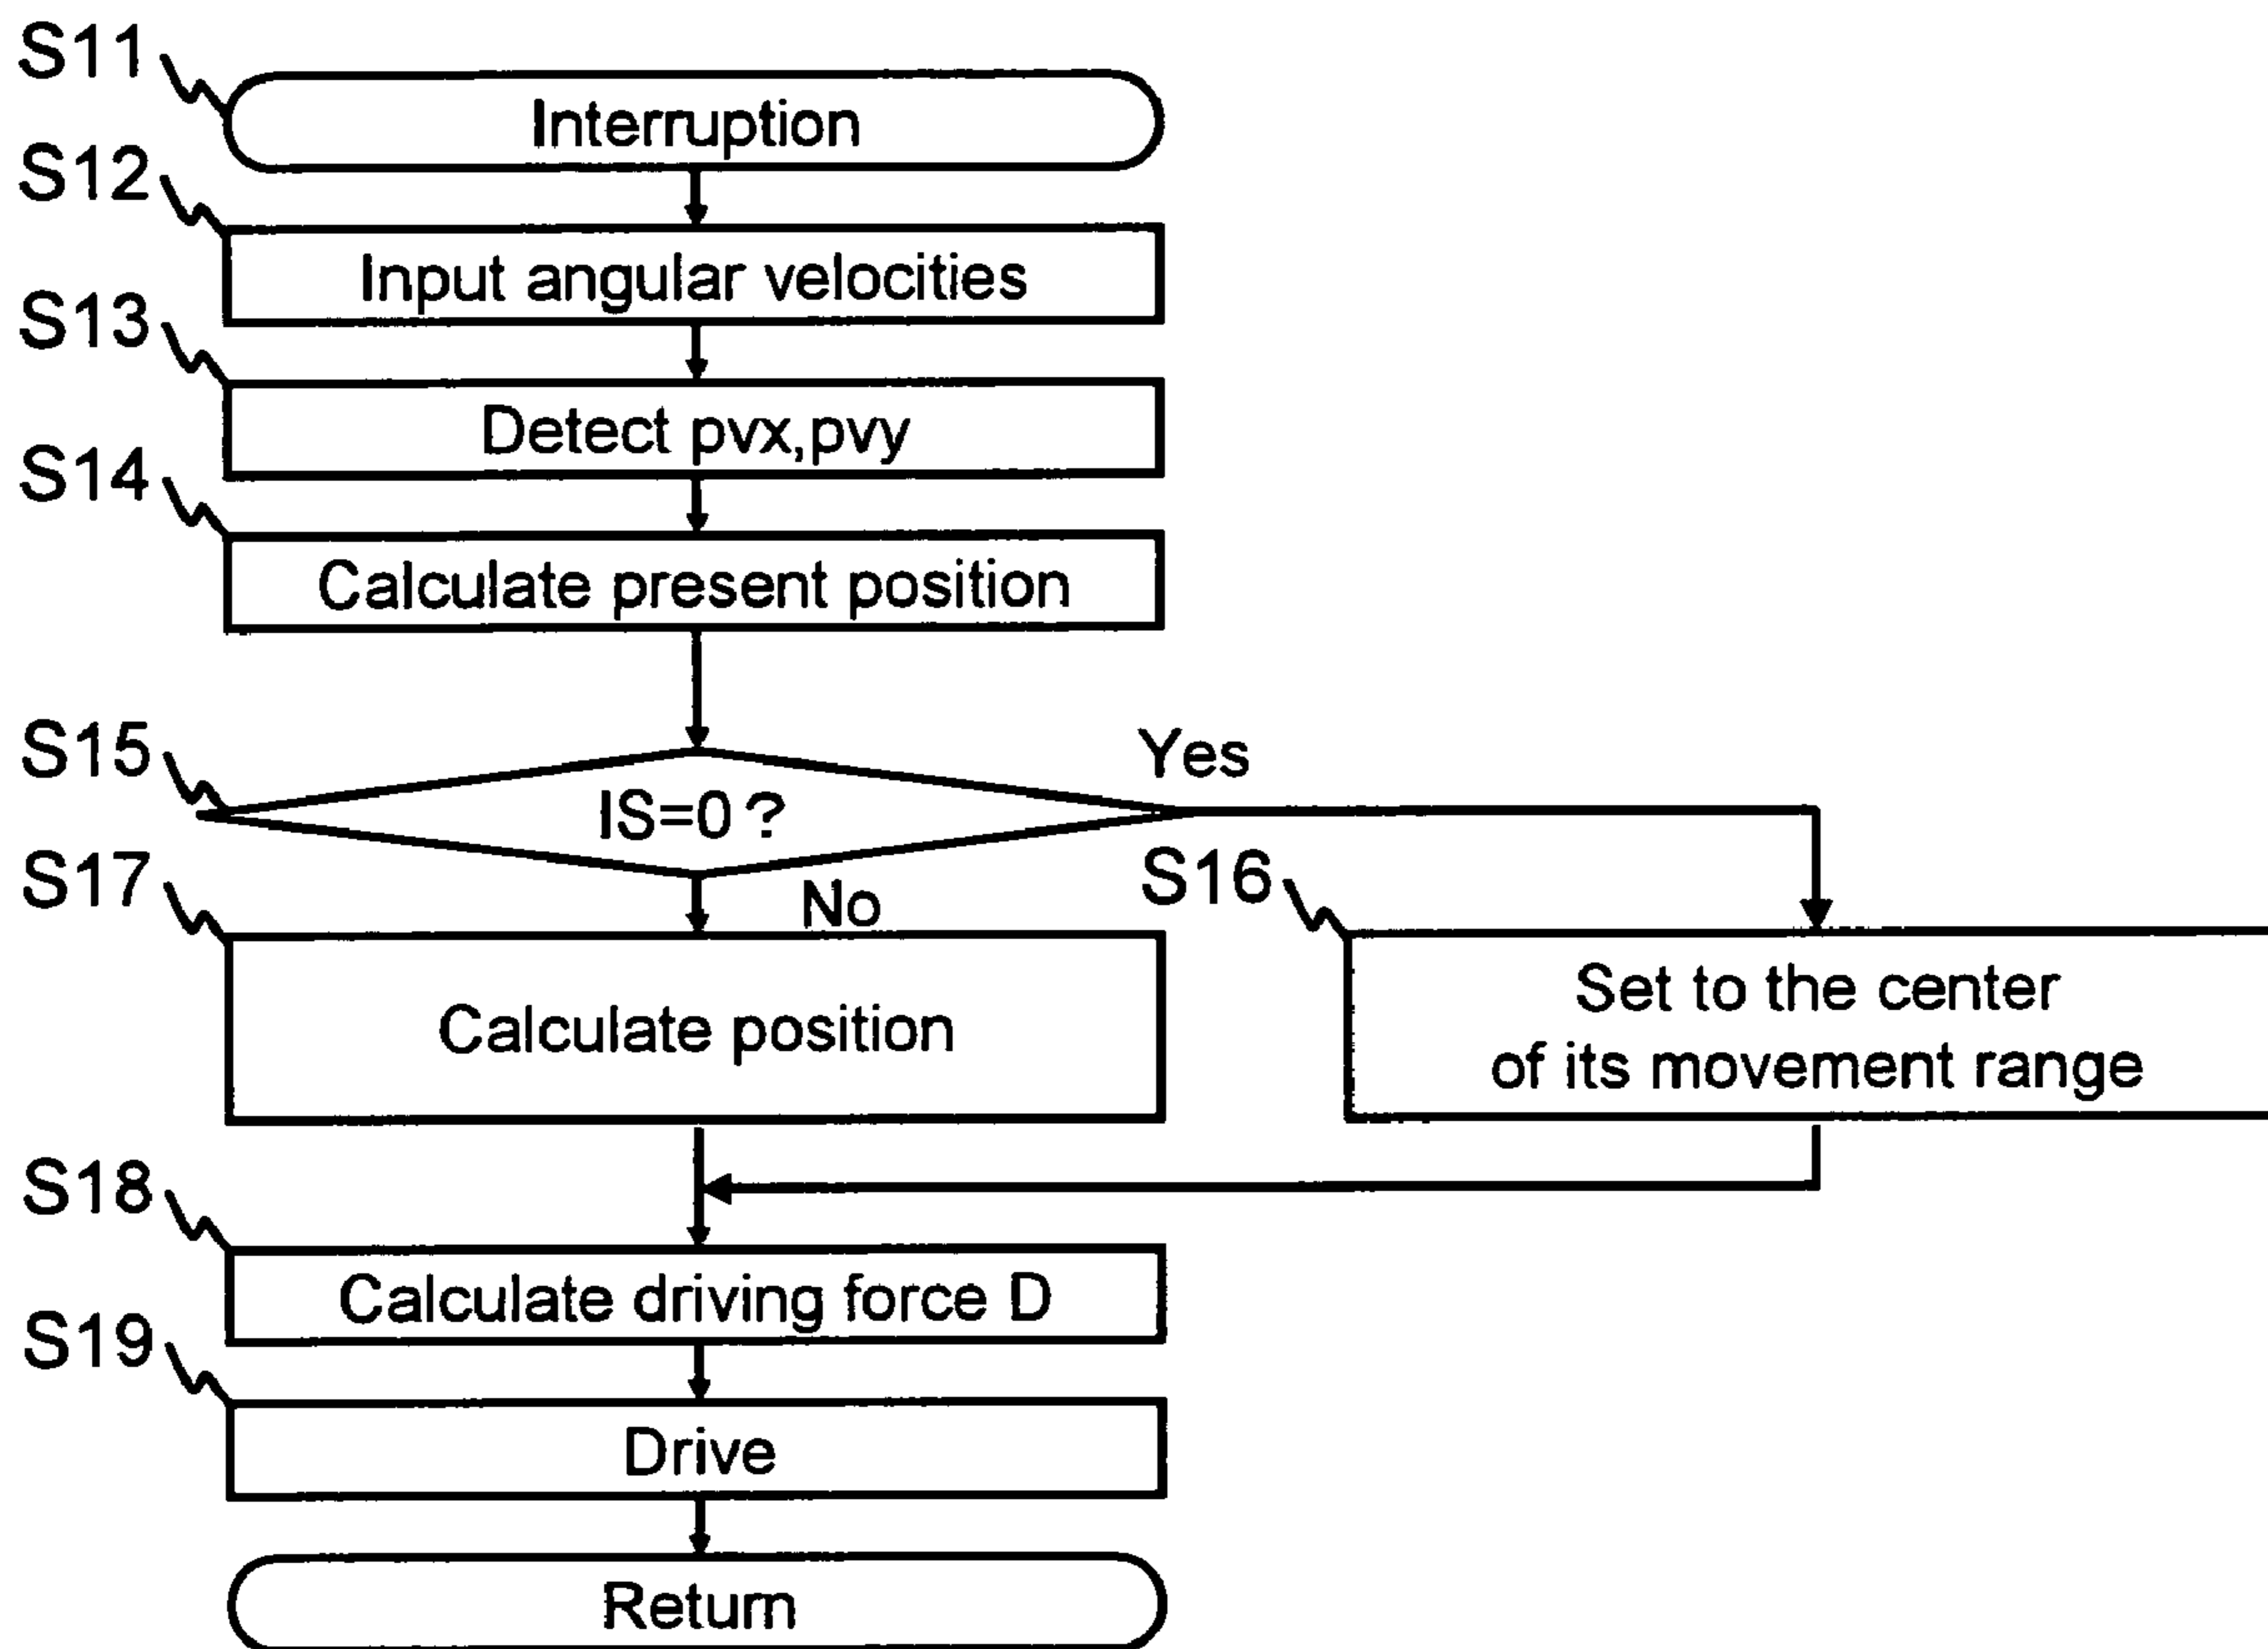 S11
Interruption
S12
Input angular velocities
S13
Detect pvx,pvy
S14
Calculate present position
S15
IS=0 ?
Yes
No
S17
Calculate position
S16
Set to the center
of its movement range
S18
Calculate driving force D
S19
Drive
Return